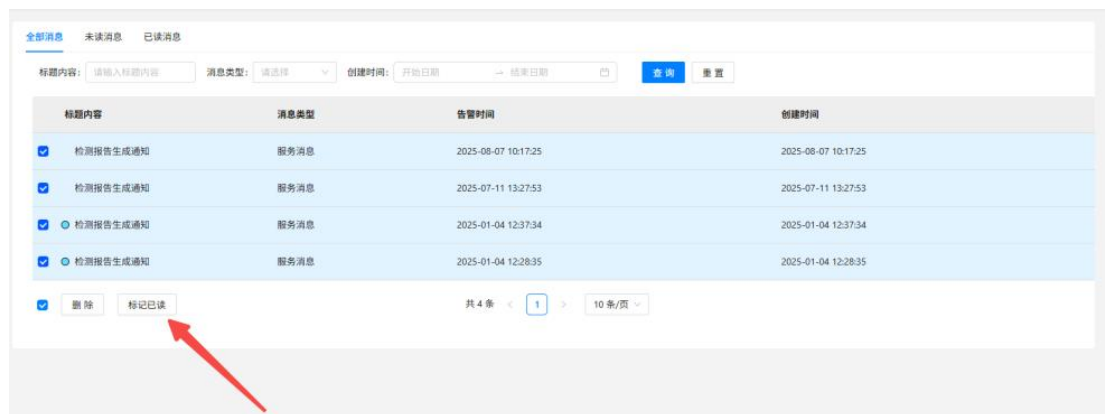 全部消息 未读消息 已读消息
标题内容: 请输入标题内容 消息类型: 请选择 创建时间: 开始日期 → 结束日期 查询 重置
标题内容 消息类型 告警时间 创建时间
检测报告生成通知 服务消息 2025-08-07 10:17:25 2025-08-07 10:17:25
检测报告生成通知 服务消息 2025-07-11 13:27:53 2025-07-11 13:27:53
检测报告生成通知 服务消息 2025-01-04 12:37:34 2025-01-04 12:37:34
检测报告生成通知 服务消息 2025-01-04 12:28:35 2025-01-04 12:28:35
删除 标记已读 共 4 条 < 1 > 10 条/页